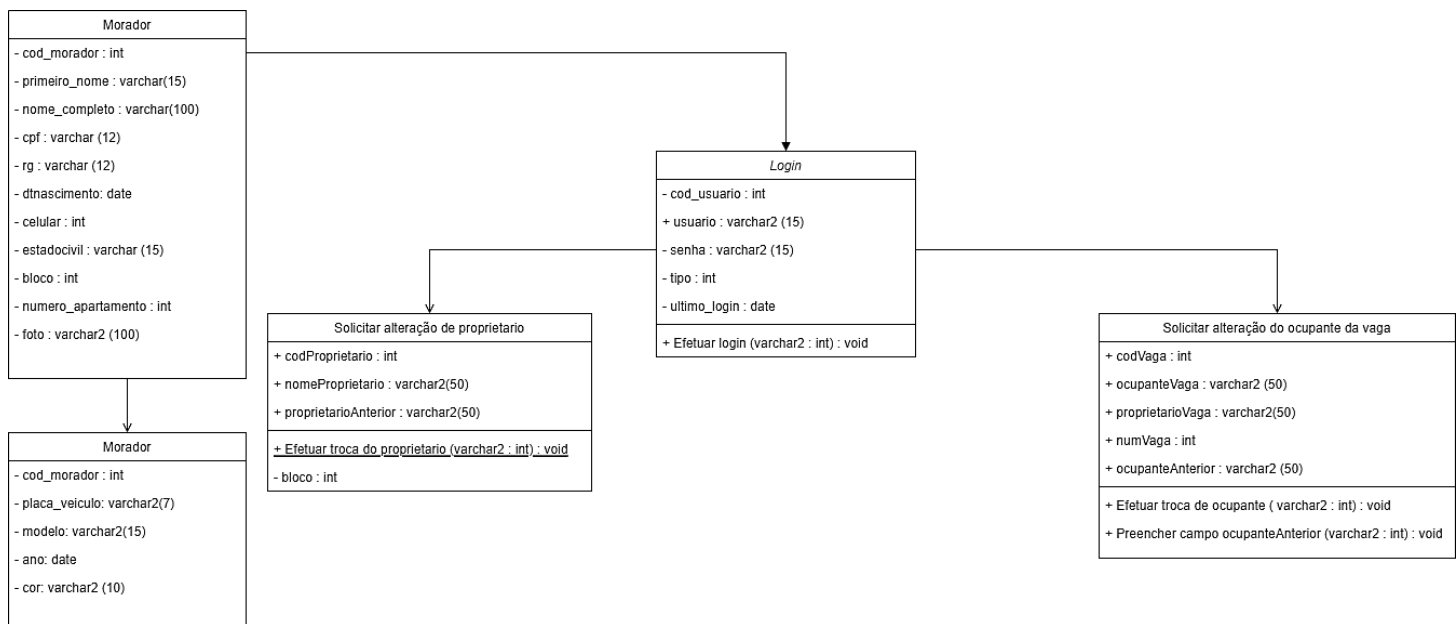 Morador
- cod_morador : int
- primeiro_nome : varchar(15)
- nome_completo : varchar(100)
- cpf : varchar (12)
- rg : varchar (12)
- dtnascimento: date
- celular : int
- estadocivil : varchar (15)
- bloco : int
- numero_apartamento : int
- foto : varchar2 (100)
Login
- cod_usuario : int
+ usuario : varchar2 (15)
- senha : varchar2 (15)
- tipo : int
- ultimo_login : date
+ Efetuar login (varchar2 : int) : void
Solicitar alteração de proprietario
+ codProprietario : int
+ nomeProprietario : varchar2(50)
+ proprietarioAnterior : varchar2(50)
+ Efetuar troca do proprietario (varchar2 : int) : void
- bloco : int
Solicitar alteração do ocupante da vaga
+ codVaga : int
+ ocupanteVaga : varchar2 (50)
+ proprietarioVaga : varchar2(50)
+ numVaga : int
+ ocupanteAnterior : varchar2 (50)
+ Efetuar troca de ocupante ( varchar2 : int) : void
+ Preencher campo ocupanteAnterior (varchar2 : int) : void
Morador
- cod_morador : int
- placa_veiculo: varchar2(7)
- modelo: varchar2(15)
- ano: date
- cor: varchar2 (10)